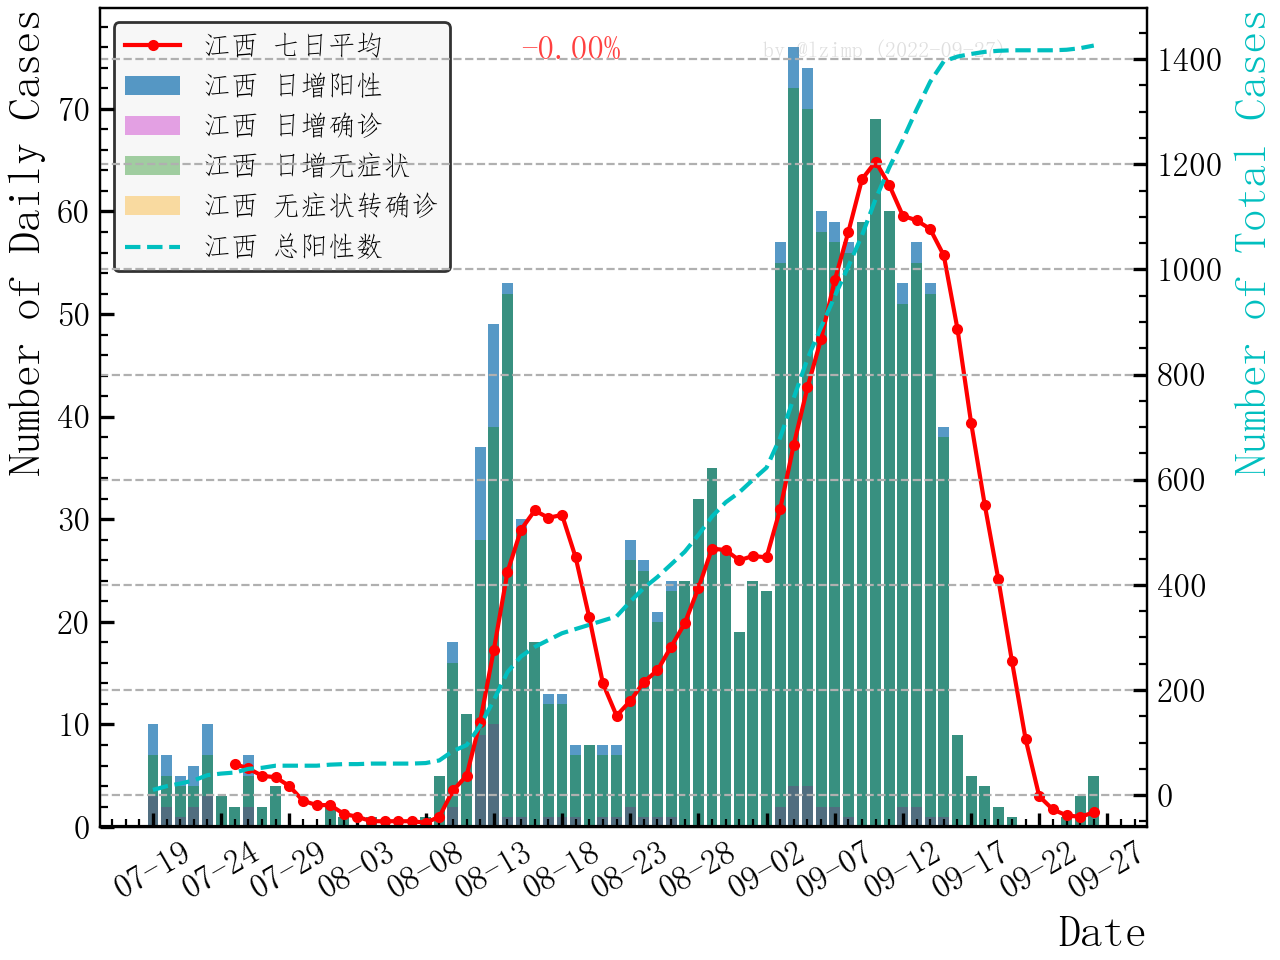 Number of Daily Cases
70
60
50
40
30
20
10
0
江西 七日平均
江西 日增阳性
江西 日增确诊
江西 日增无症状
江西 无症状转确诊
江西 总阳性数
−0.00%
by @lzimp (2022-09-27)
1400
1200
1000
800
600
400
200
0
Number of Total Cases
07-19 07-24 07-29 08-03 08-08 08-13 08-18 08-23 08-28 09-02 09-07 09-12 09-17 09-22 09-27
Date